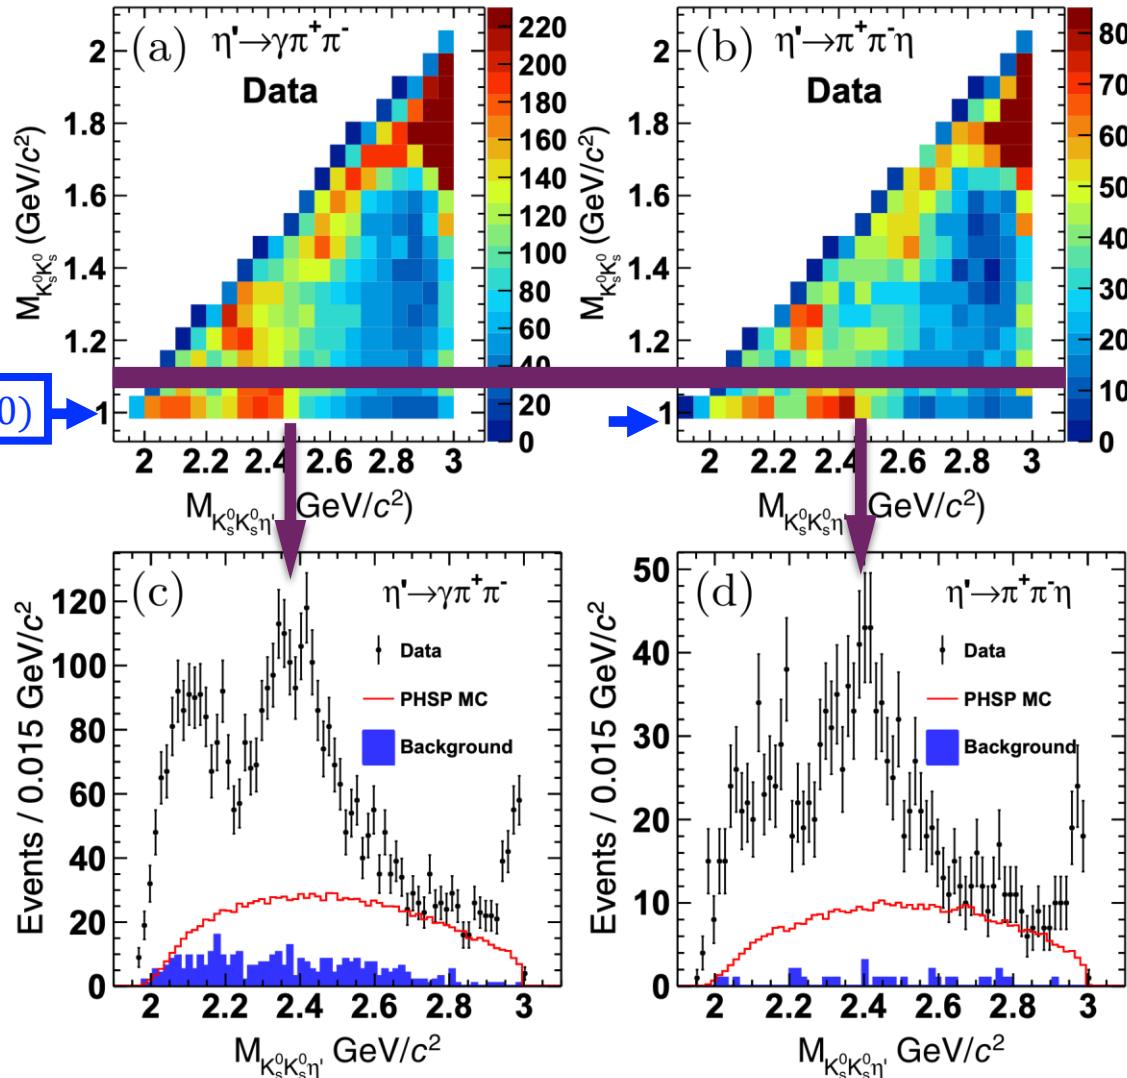 (a) η'→γπ⁺π⁻
Data
M_{K_s^0K_s^0} (GeV/c²)
2
1.8
1.6
1.4
1.2
1
2 2.2 2.4 2.6 2.8 3
M_{K_s^0K_s^0η'} GeV/c²)
220
200
180
160
140
120
100
80
60
40
20
0
0)
(b) η'→π⁺π⁻η
Data
M_{K_s^0K_s^0} (GeV/c²)
2
1.8
1.6
1.4
1.2
1
2 2.2 2.4 2.6 2.8 3
M_{K_s^0K_s^0η'} GeV/c²)
80
70
60
50
40
30
20
10
0
(c) η'→γπ⁺π⁻
Data
PHSP MC
Background
Events / 0.015 GeV/c²
120
100
80
60
40
20
0
2 2.2 2.4 2.6 2.8 3
M_{K_s^0K_s^0η'} GeV/c²
(d) η'→π⁺π⁻η
Data
PHSP MC
Background
Events / 0.015 GeV/c²
50
40
30
20
10
0
2 2.2 2.4 2.6 2.8 3
M_{K_s^0K_s^0η'} GeV/c²